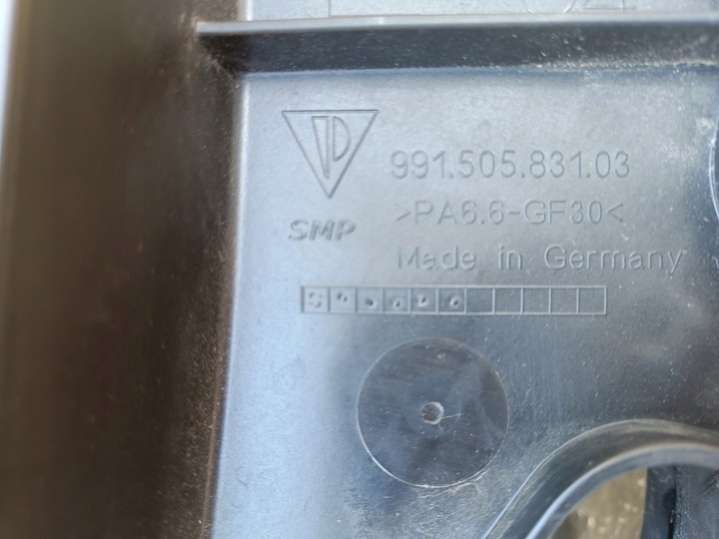 991.505.831.03
>PA6.6-GF30<
SMP
Made in Germany